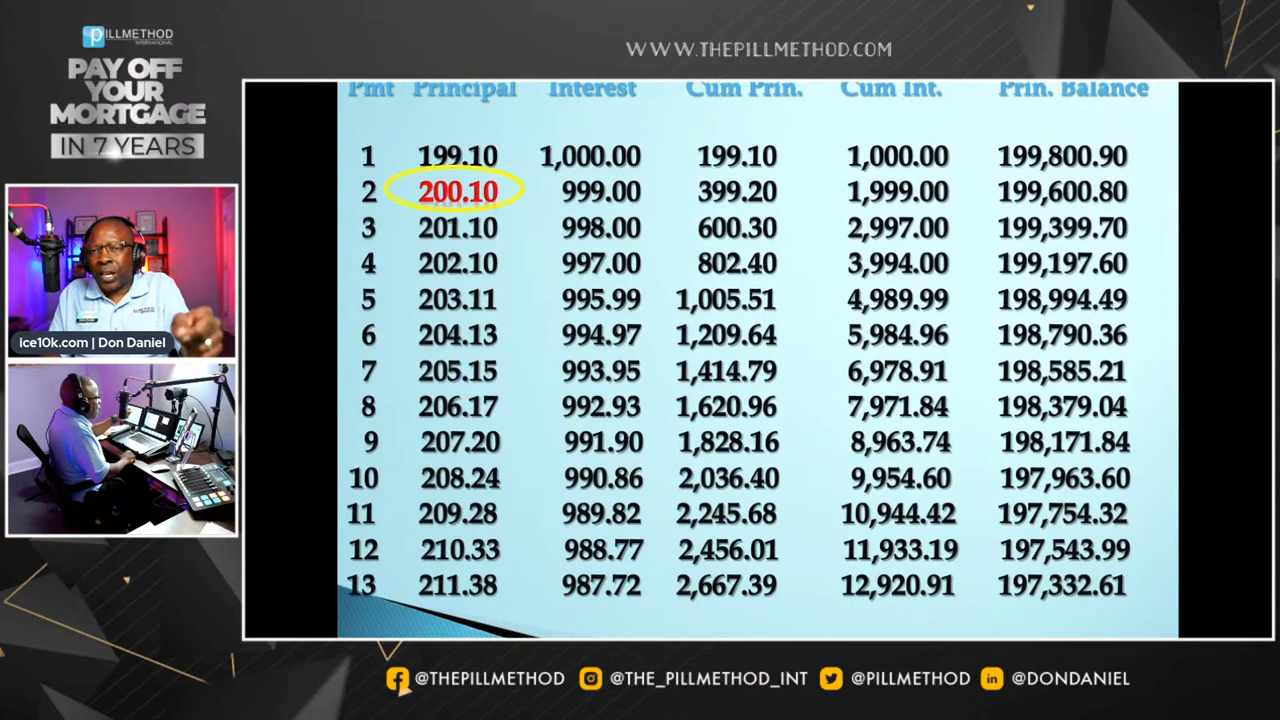 PILLMETHOD
INTERNATIONAL
PAY OFF
YOUR
MORTGAGE
IN 7 YEARS
WWW.THEPILLMETHOD.COM
Pmt Principal Interest Cum Prin. Cum Int. Prin. Balance
1 199.10 1,000.00 199.10 1,000.00 199,800.90
2 200.10 999.00 399.20 1,999.00 199,600.80
3 201.10 998.00 600.30 2,997.00 199,399.70
4 202.10 997.00 802.40 3,994.00 199,197.60
5 203.11 995.99 1,005.51 4,989.99 198,994.49
6 204.13 994.97 1,209.64 5,984.96 198,790.36
7 205.15 993.95 1,414.79 6,978.91 198,585.21
8 206.17 992.93 1,620.96 7,971.84 198,379.04
9 207.20 991.90 1,828.16 8,963.74 198,171.84
10 208.24 990.86 2,036.40 9,954.60 197,963.60
11 209.28 989.82 2,245.68 10,944.42 197,754.32
12 210.33 988.77 2,456.01 11,933.19 197,543.99
13 211.38 987.72 2,667.39 12,920.91 197,332.61
ice10k.com | Don Daniel
@THEPILLMETHOD @THE_PILLMETHOD_INT @PILLMETHOD @DONDANIEL